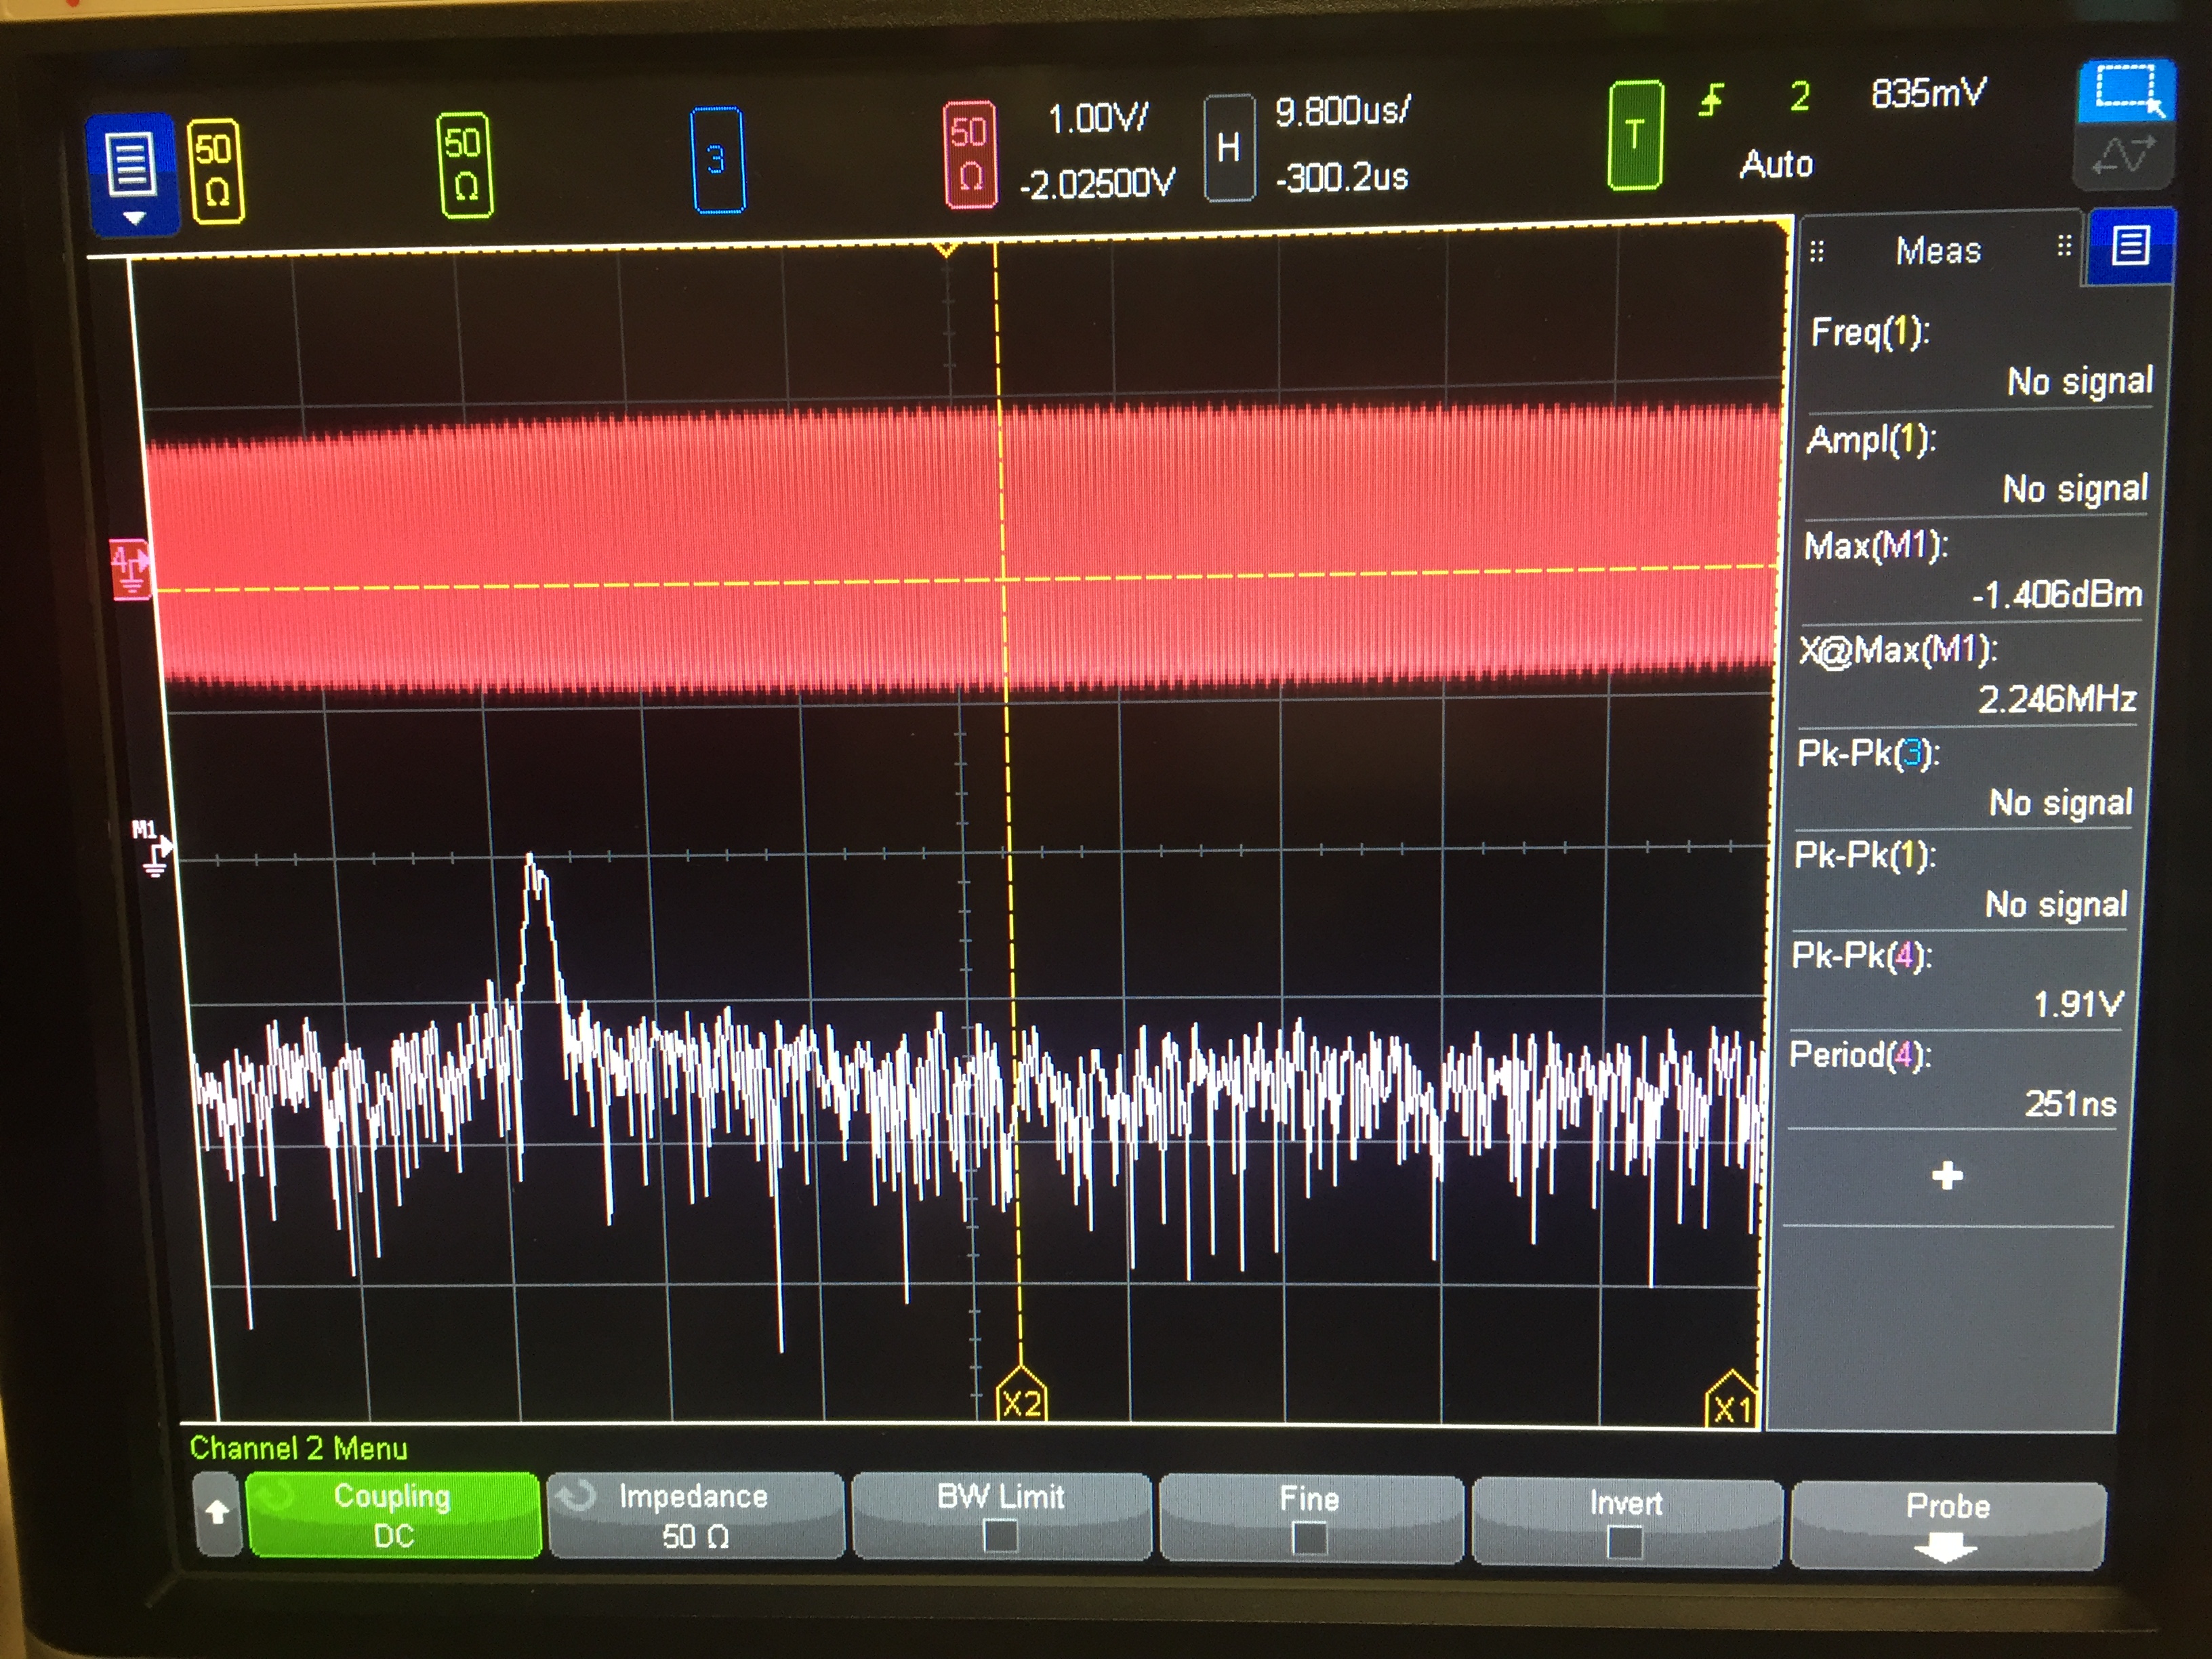 50
Ω
50
Ω
3
50
Ω
1.00V/
-2.02500V
H
9.800us/
-300.2us
T
2
835mV
Auto
Meas
Freq(1):
No signal
Ampl(1):
No signal
Max(M1):
-1.406dBm
X@Max(M1):
2.246MHz
Pk-Pk(3):
No signal
Pk-Pk(1):
No signal
Pk-Pk(4):
1.91V
Period(4):
251ns
4
M1
X2
X1
Channel 2 Menu
Coupling
DC
Impedance
50 Ω
BW Limit
Fine
Invert
Probe